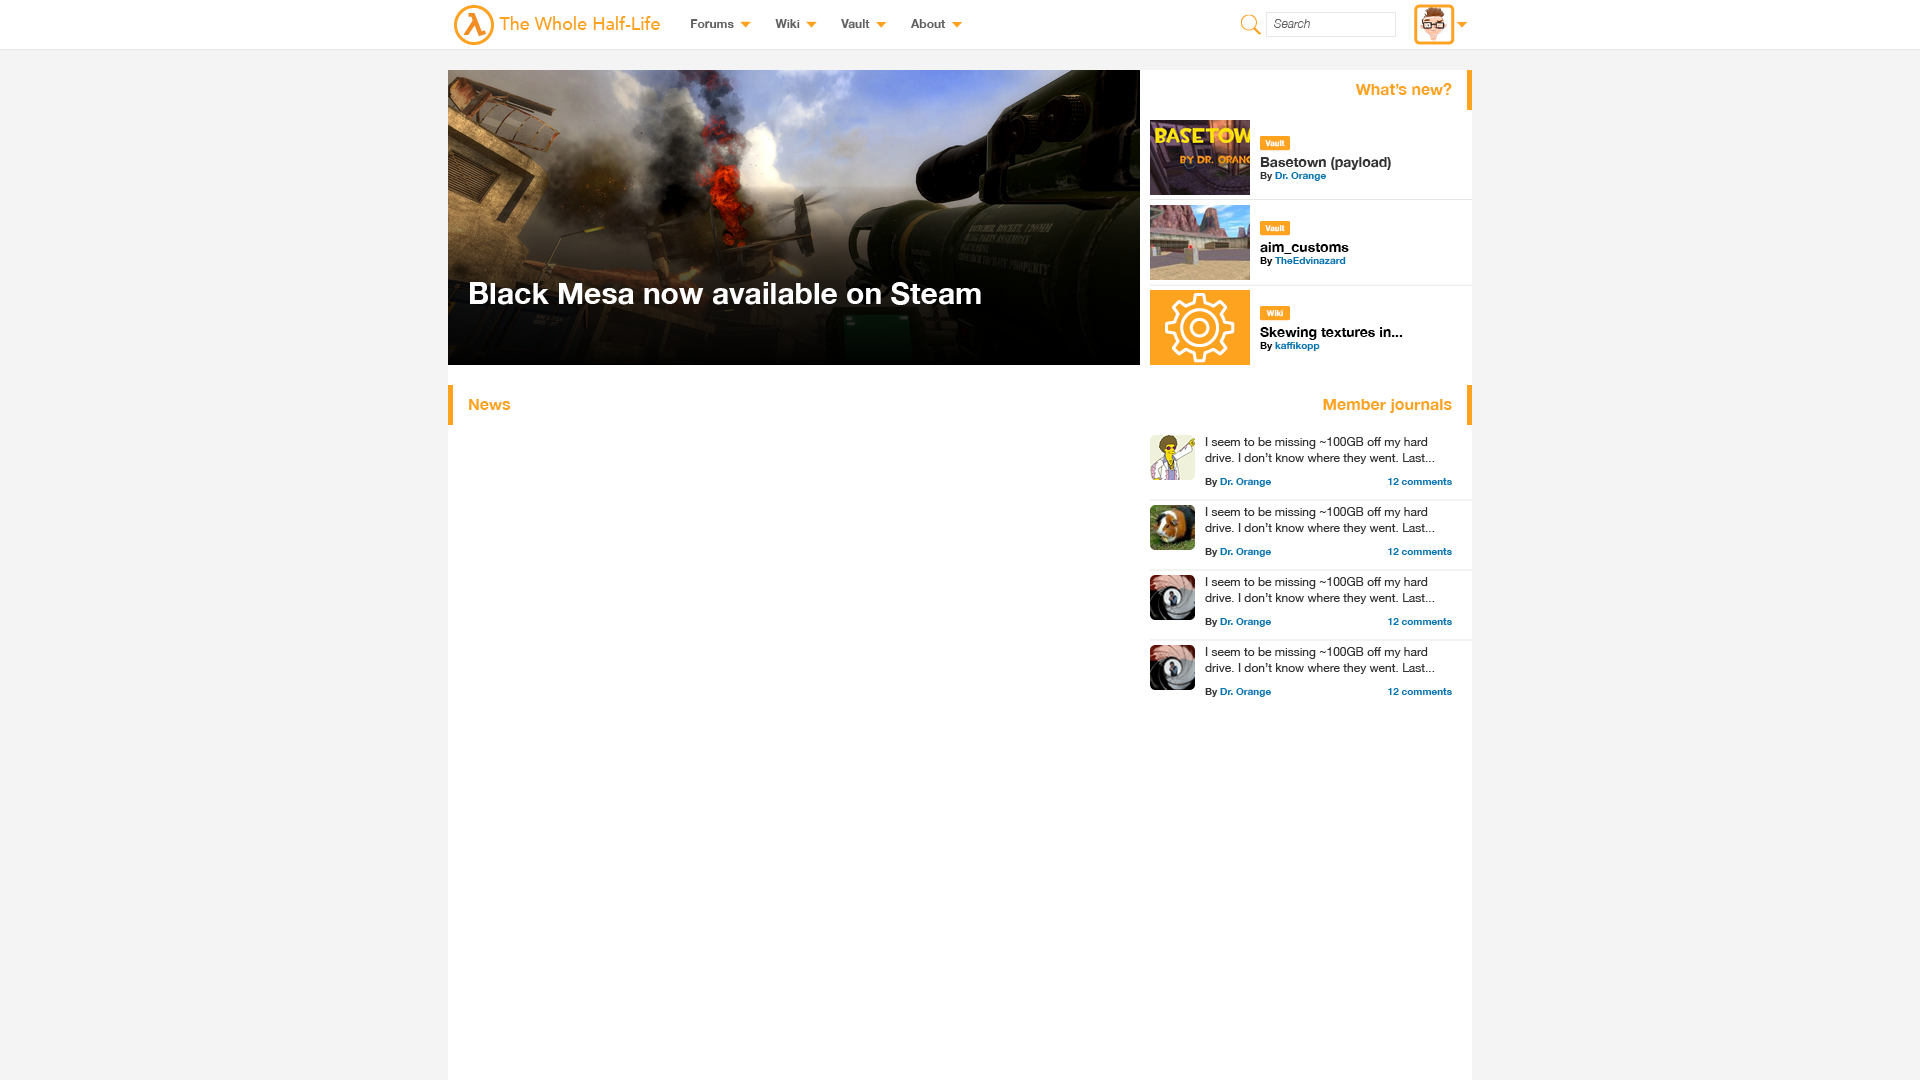 The Whole Half-Life
Forums
Wiki
Vault
About
Search
Black Mesa now available on Steam
What's new?
BASETOW
BY DR. ORANG
Vault
Basetown (payload)
By Dr. Orange
Vault
aim_customs
By TheEdvinazard
Wiki
Skewing textures in...
By kaffikopp
News
Member journals
I seem to be missing ~100GB off my hard
drive. I don’t know where they went. Last...
By Dr. Orange 12 comments
I seem to be missing ~100GB off my hard
drive. I don’t know where they went. Last...
By Dr. Orange 12 comments
I seem to be missing ~100GB off my hard
drive. I don’t know where they went. Last...
By Dr. Orange 12 comments
I seem to be missing ~100GB off my hard
drive. I don’t know where they went. Last...
By Dr. Orange 12 comments